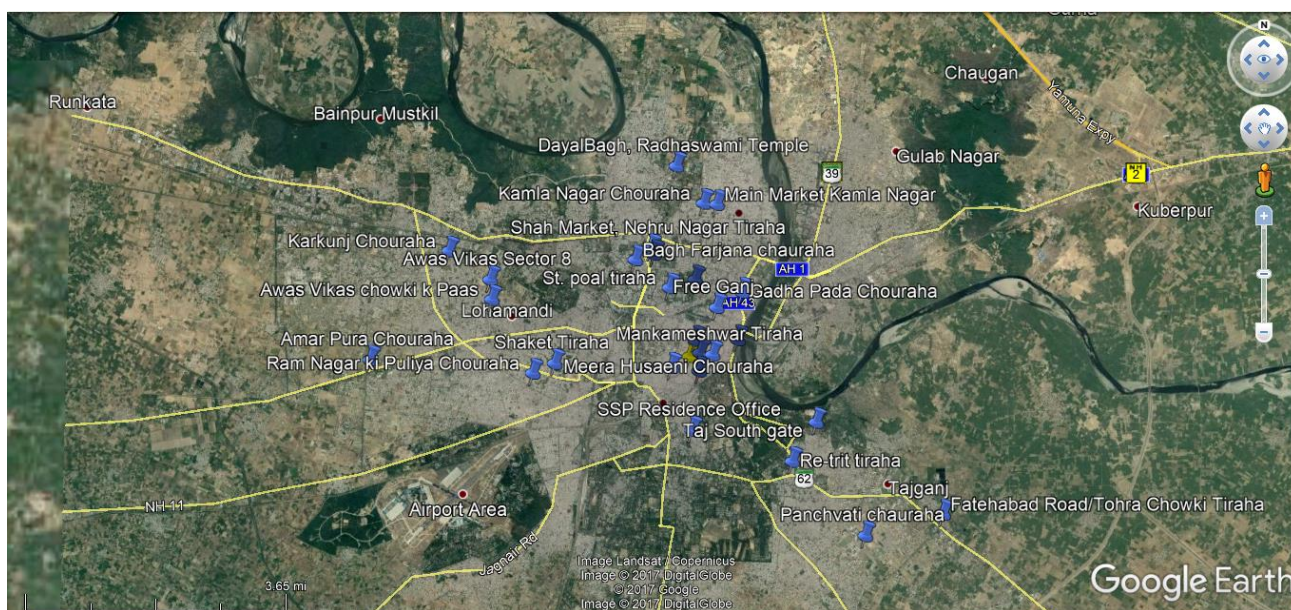 Chaugan
Runkata
Bainpur Mustkil
Yamuna Expy
DayalBagh, Radhaswami Temple
Gulab Nagar
39
NH
2
Kamla Nagar Chouraha
Main Market Kamla Nagar
Kuberpur
Shah Market, Nehru Nagar Tiraha
Karkunj Chouraha
Bagh Farjana chauraha
Awas Vikas Sector 8
AH 1
St. poal tiraha
Free Ganj
Awas Vikas chowki k Paas
Gadha Pada Chouraha
AH 43
Lohamandi
Mankameshwar Tiraha
Amar Pura Chouraha
Shaket Tiraha
Ram Nagar ki Puliya Chouraha
Meera Husaeni Chouraha
SSP Residence Office
Taj South gate
Re-trit tiraha
62
Tajganj
NH 11
Airport Area
Fatehabad Road/Tohra Chowki Tiraha
Panchvati chauraha
Jagnair Rd
3.65 mi
Image Landsat / Copernicus
Image © 2017 DigitalGlobe
© 2017 Google
Image © 2017 DigitalGlobe
Google Earth
N